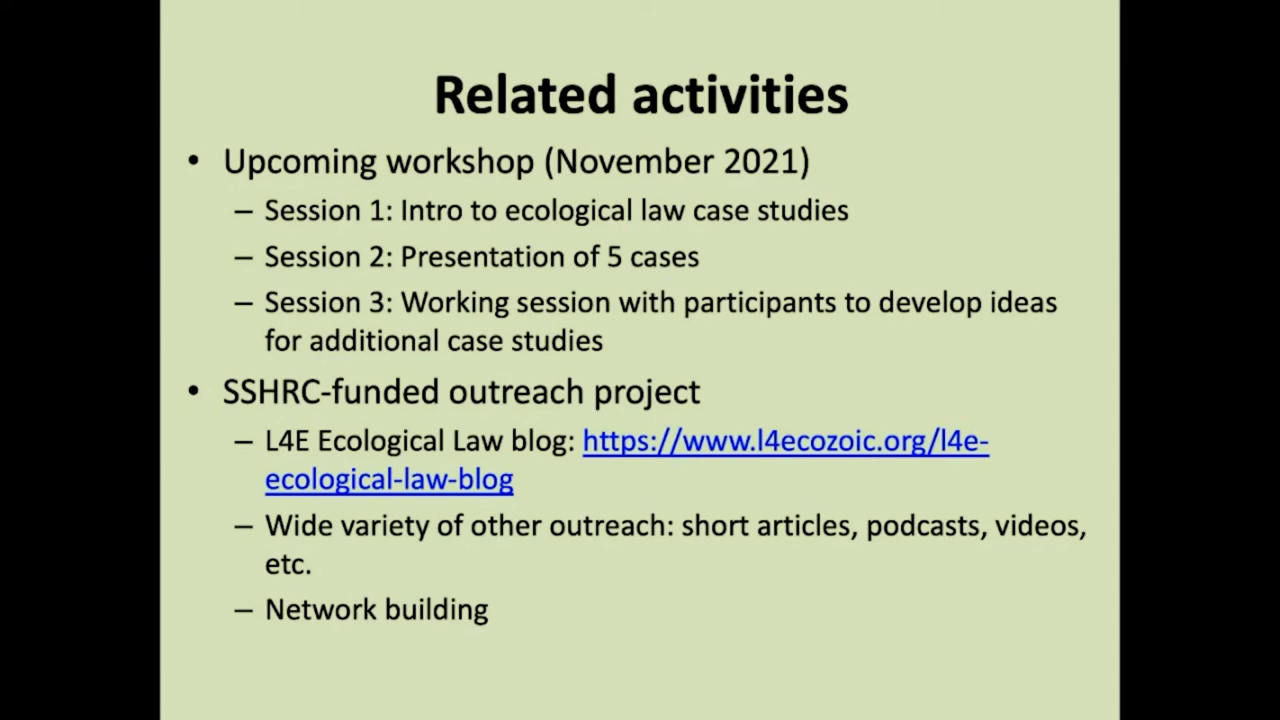 Related activities
• Upcoming workshop (November 2021)
– Session 1: Intro to ecological law case studies
– Session 2: Presentation of 5 cases
– Session 3: Working session with participants to develop ideas
for additional case studies
• SSHRC-funded outreach project
– L4E Ecological Law blog: https://www.l4ecozoic.org/l4e-
ecological-law-blog
– Wide variety of other outreach: short articles, podcasts, videos,
etc.
– Network building